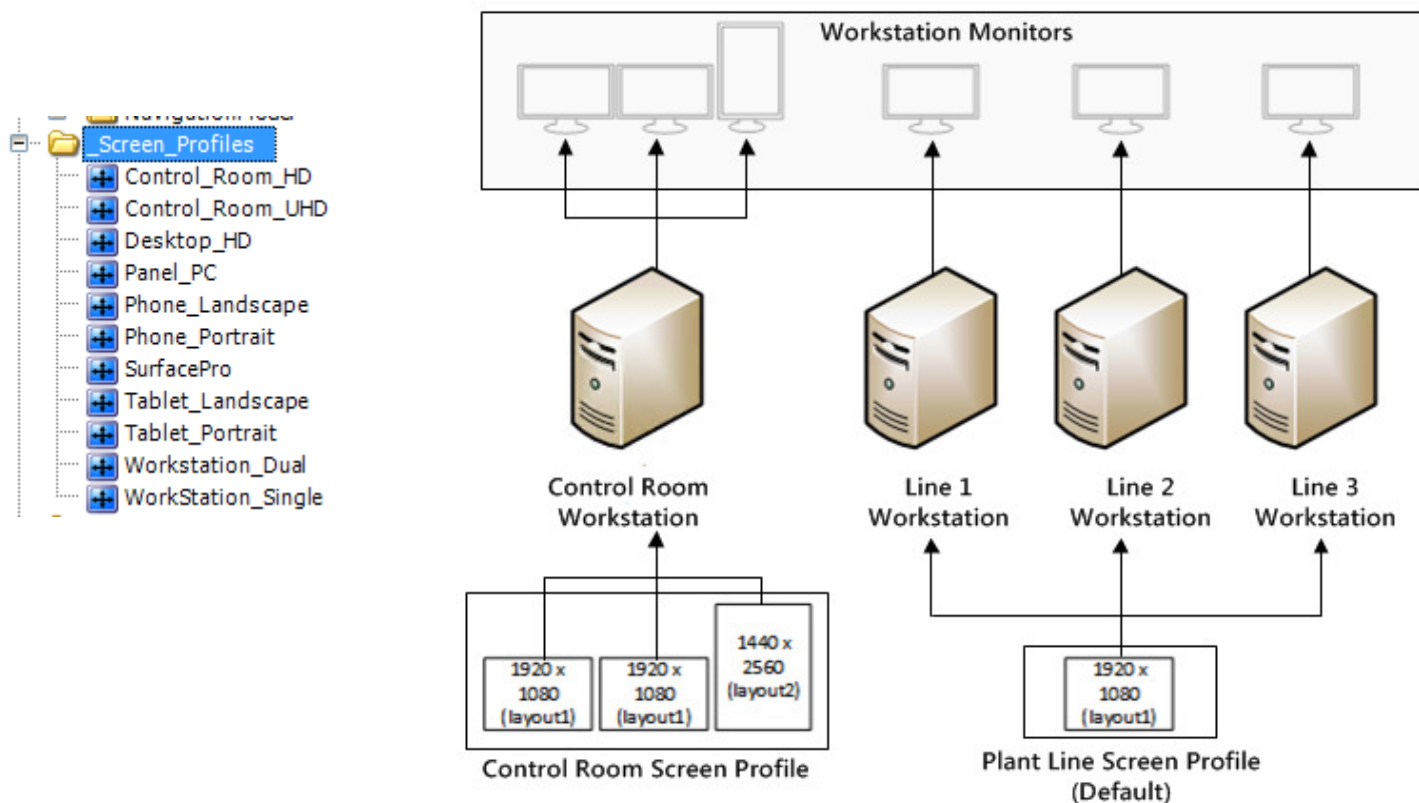 _Screen_Profiles
Control_Room_HD
Control_Room_UHD
Desktop_HD
Panel_PC
Phone_Landscape
Phone_Portrait
SurfacePro
Tablet_Landscape
Tablet_Portrait
Workstation_Dual
WorkStation_Single
Workstation Monitors
Control Room
Workstation
Line 1
Workstation
Line 2
Workstation
Line 3
Workstation
1920 x
1080
(layout1)
1920 x
1080
(layout1)
1440 x
2560
(layout2)
Control Room Screen Profile
1920 x
1080
(layout1)
Plant Line Screen Profile
(Default)